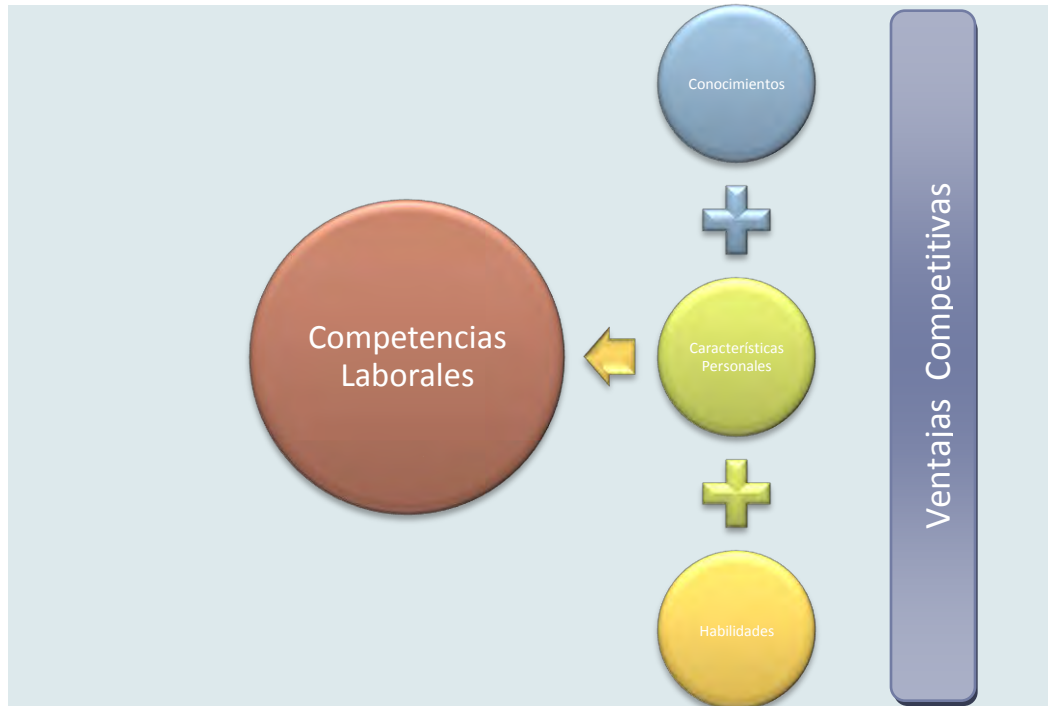 Conocimientos
Competencias
Laborales
Características
Personales
Habilidades
Ventajas Competitivas